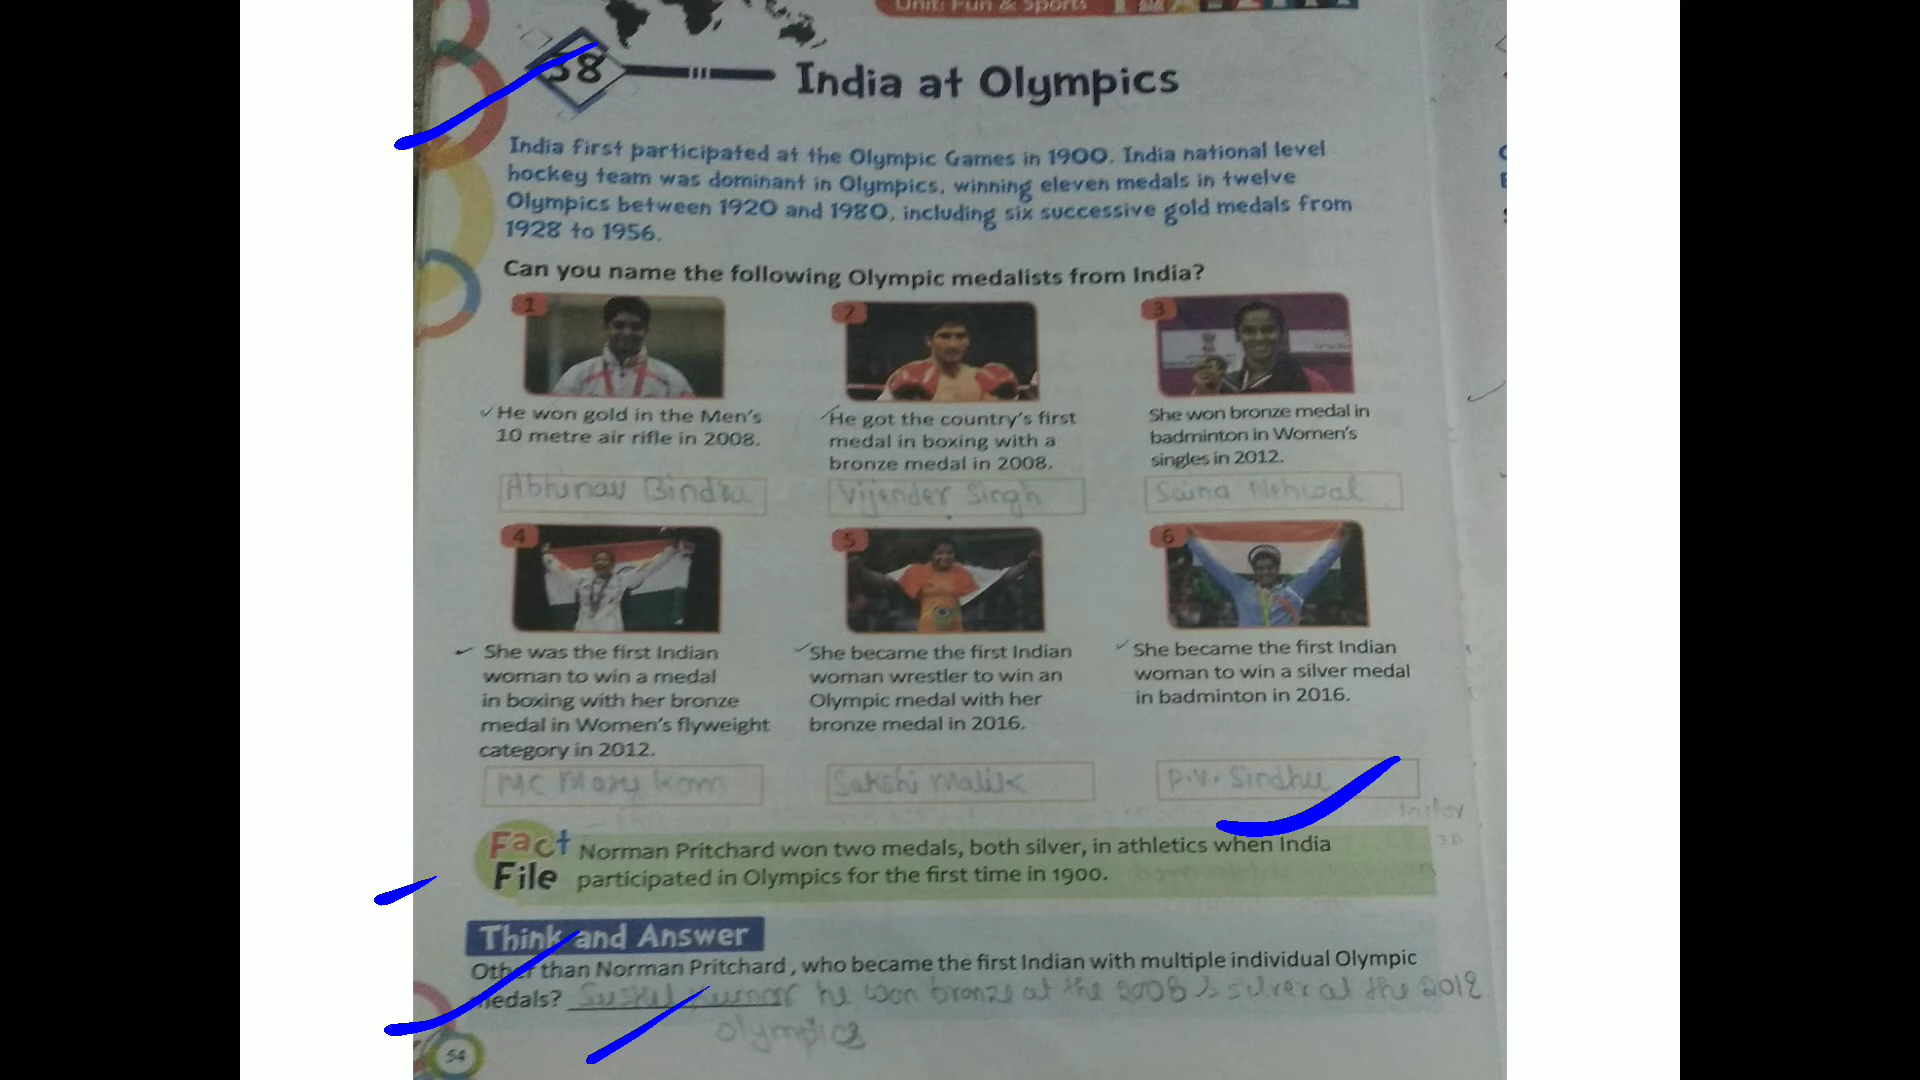 Unit: Fun & Sports
38
India at Olympics
India first participated at the Olympic Games in 1900. India national level
hockey team was dominant in Olympics, winning eleven medals in twelve
Olympics between 1920 and 1980, including six successive gold medals from
1928 to 1956.
Can you name the following Olympic medalists from India?
1
He won gold in the Men's
10 metre air rifle in 2008.
Abhinav Bindra
2
He got the country's first
medal in boxing with a
bronze medal in 2008.
Vijender Singh
3
She won bronze medal in
badminton in Women's
singles in 2012.
Saina Nehwal
4
She was the first Indian
woman to win a medal
in boxing with her bronze
medal in Women's flyweight
category in 2012.
MC Mary Kom
5
She became the first Indian
woman wrestler to win an
Olympic medal with her
bronze medal in 2016.
Sakshi Malik
6
She became the first Indian
woman to win a silver medal
in badminton in 2016.
P.V. Sindhu
Fact File
Norman Pritchard won two medals, both silver, in athletics when India
participated in Olympics for the first time in 1900.
Think and Answer
Other than Norman Pritchard, who became the first Indian with multiple individual Olympic
medals? kumar he won bronze at the 2008 & silver at the 2012
olympics
54